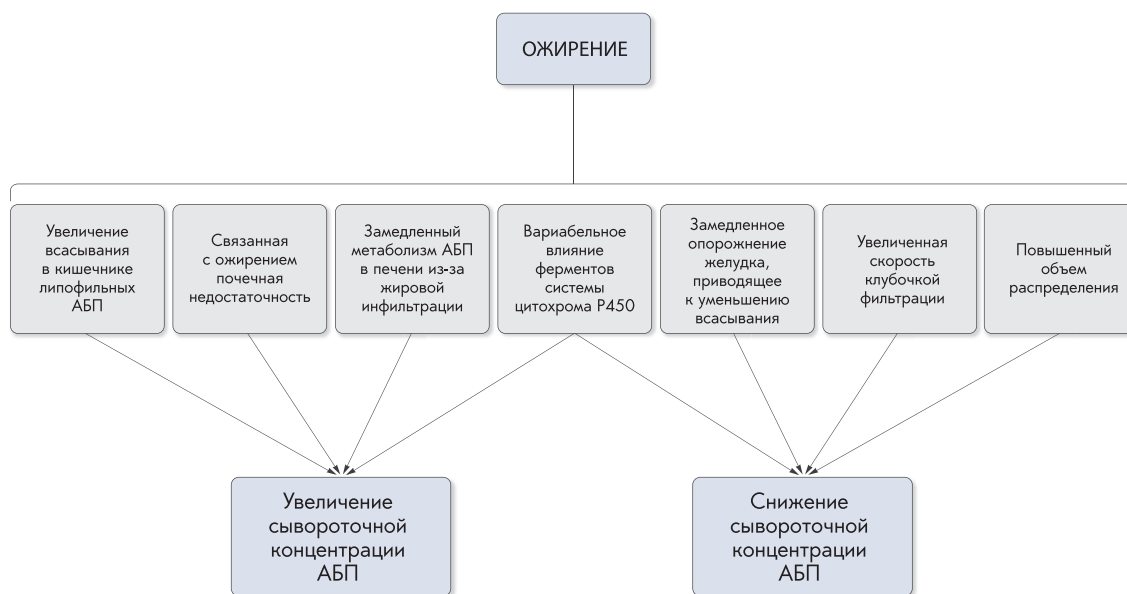 ОЖИРЕНИЕ
Увеличение
всасывания
в кишечнике
липофильных
АБП
Связанная
с ожирением
почечная
недостаточность
Замедленный
метаболизм АБП
в печени из-за
жировой
инфильтрации
Вариабельное
влияние
ферментов
системы
цитохрома P450
Замедленное
опорожнение
желудка,
приводящее
к уменьшению
всасывания
Увеличенная
скорость
клубочкой
фильтрации
Повышенный
объем
распределения
Увеличение
сывороточной
концентрации
АБП
Снижение
сывороточной
концентрации
АБП